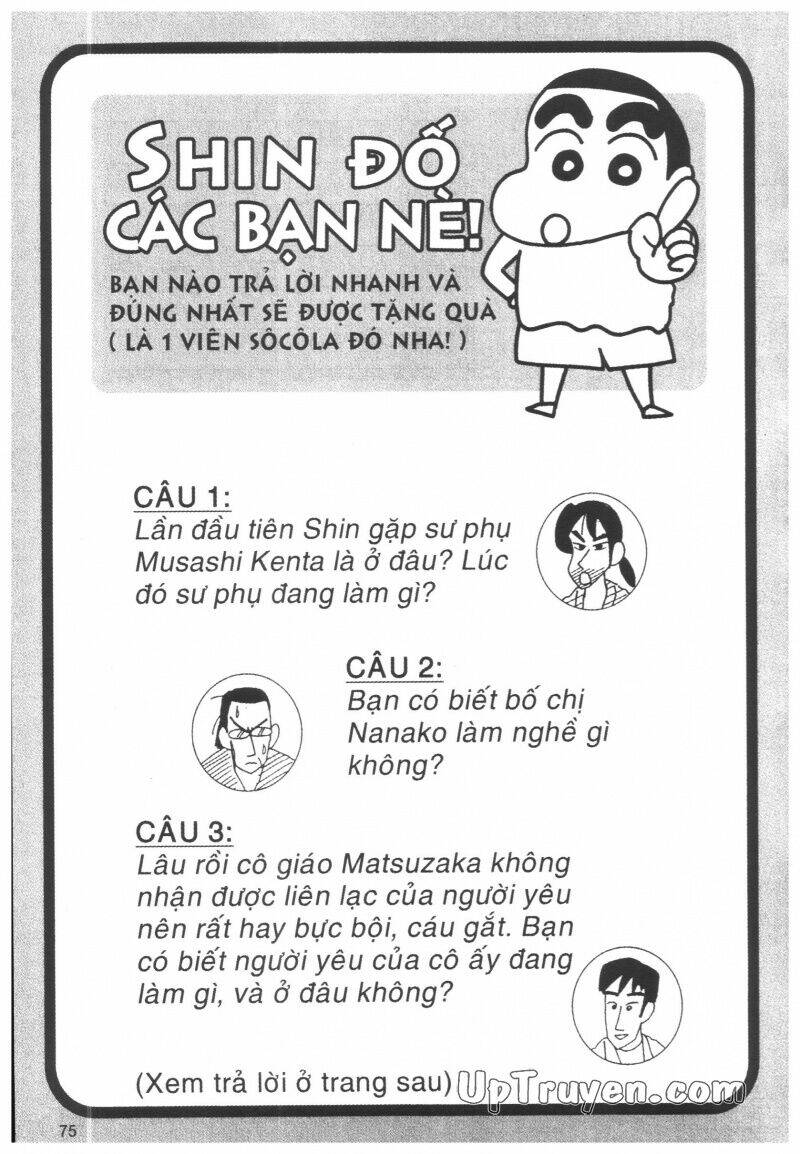 SHIN ĐỐ
CÁC BẠN NÈ!
BẠN NÀO TRẢ LỜI NHANH VÀ
ĐÚNG NHẤT SẼ ĐƯỢC TẶNG QUÀ
( LÀ 1 VIÊN SÔCÔLA ĐÓ NHA! )
CÂU 1:
Lần đầu tiên Shin gặp sư phụ
Musashi Kenta là ở đâu? Lúc
đó sư phụ đang làm gì?
CÂU 2:
Bạn có biết bố chị
Nanako làm nghề gì
không?
CÂU 3:
Lâu rồi cô giáo Matsuzaka không
nhận được liên lạc của người yêu
nên rất hay bực bội, cáu gắt. Bạn
có biết người yêu của cô ấy đang
làm gì, và ở đâu không?
(Xem trả lời ở trang sau)
UpTruyen.com
75